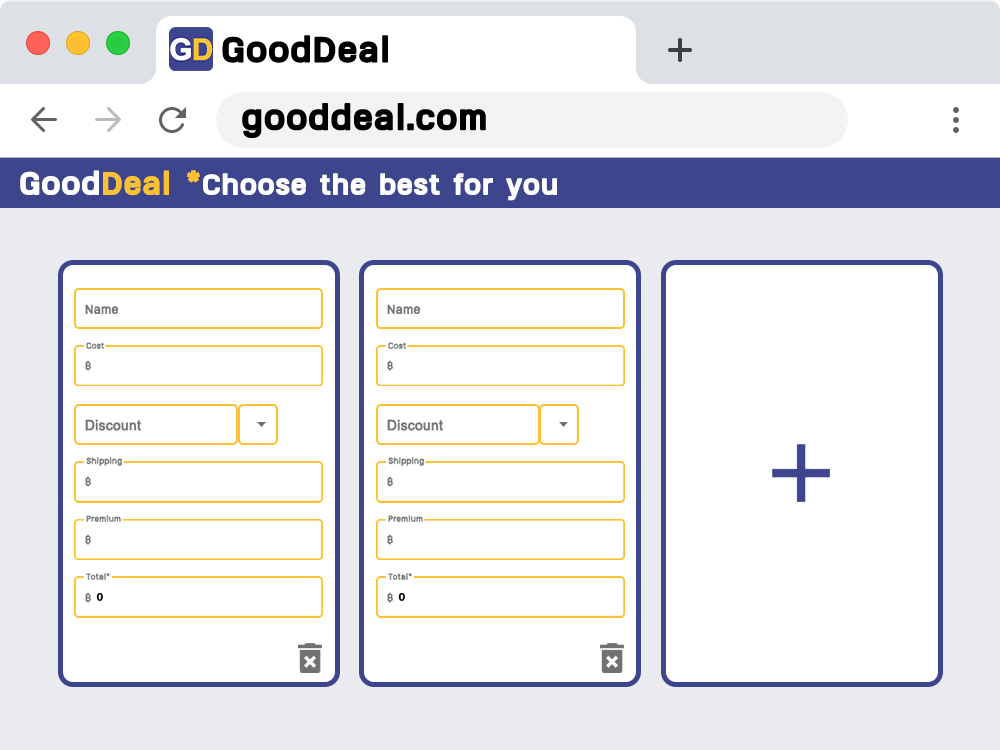 GD GoodDeal
gooddeal.com
GoodDeal *Choose the best for you
Name
Cost
฿
Discount
Shipping
฿
Premium
฿
Total*
฿ 0
Name
Cost
฿
Discount
Shipping
฿
Premium
฿
Total*
฿ 0